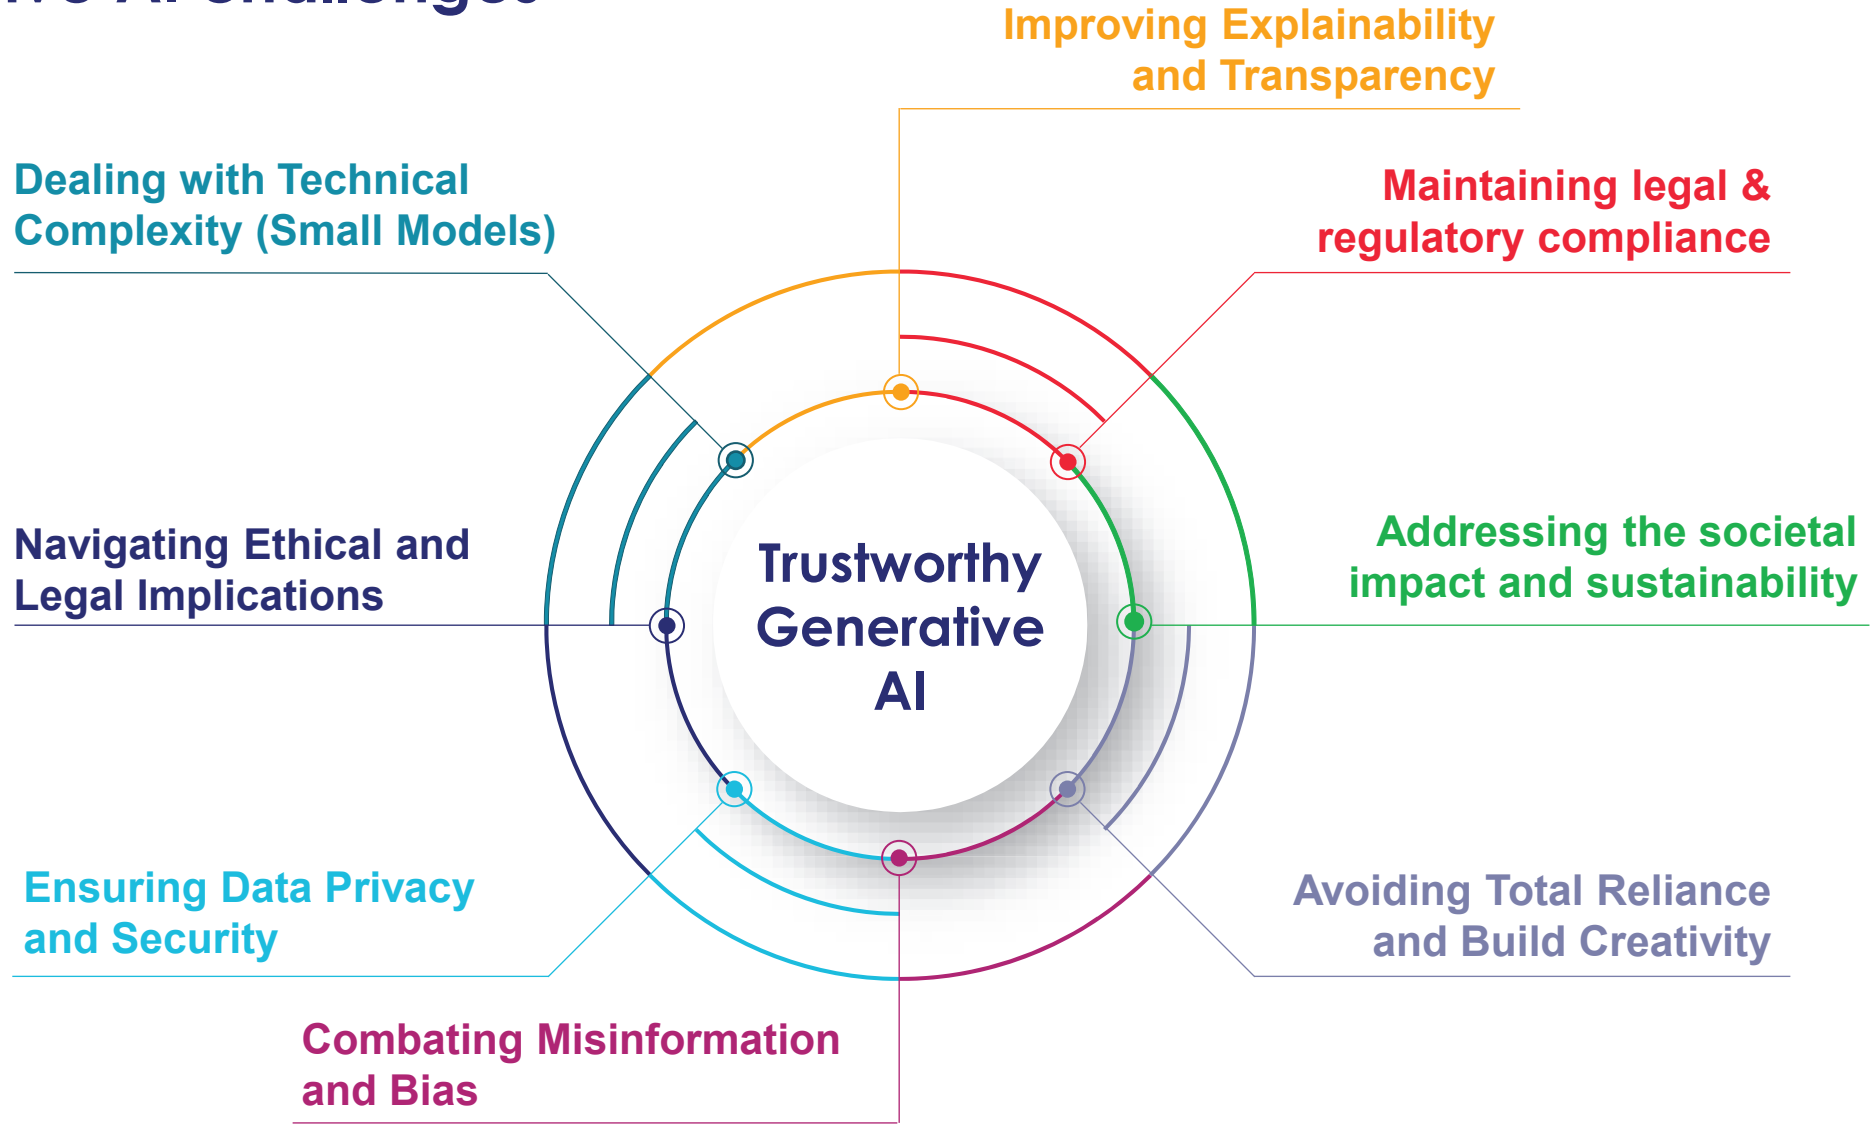 AI Challenges
Improving Explainability
and Transparency
Dealing with Technical
Complexity (Small Models)
Maintaining legal &
regulatory compliance
Navigating Ethical and
Legal Implications
Trustworthy
Generative
AI
Addressing the societal
impact and sustainability
Ensuring Data Privacy
and Security
Avoiding Total Reliance
and Build Creativity
Combating Misinformation
and Bias